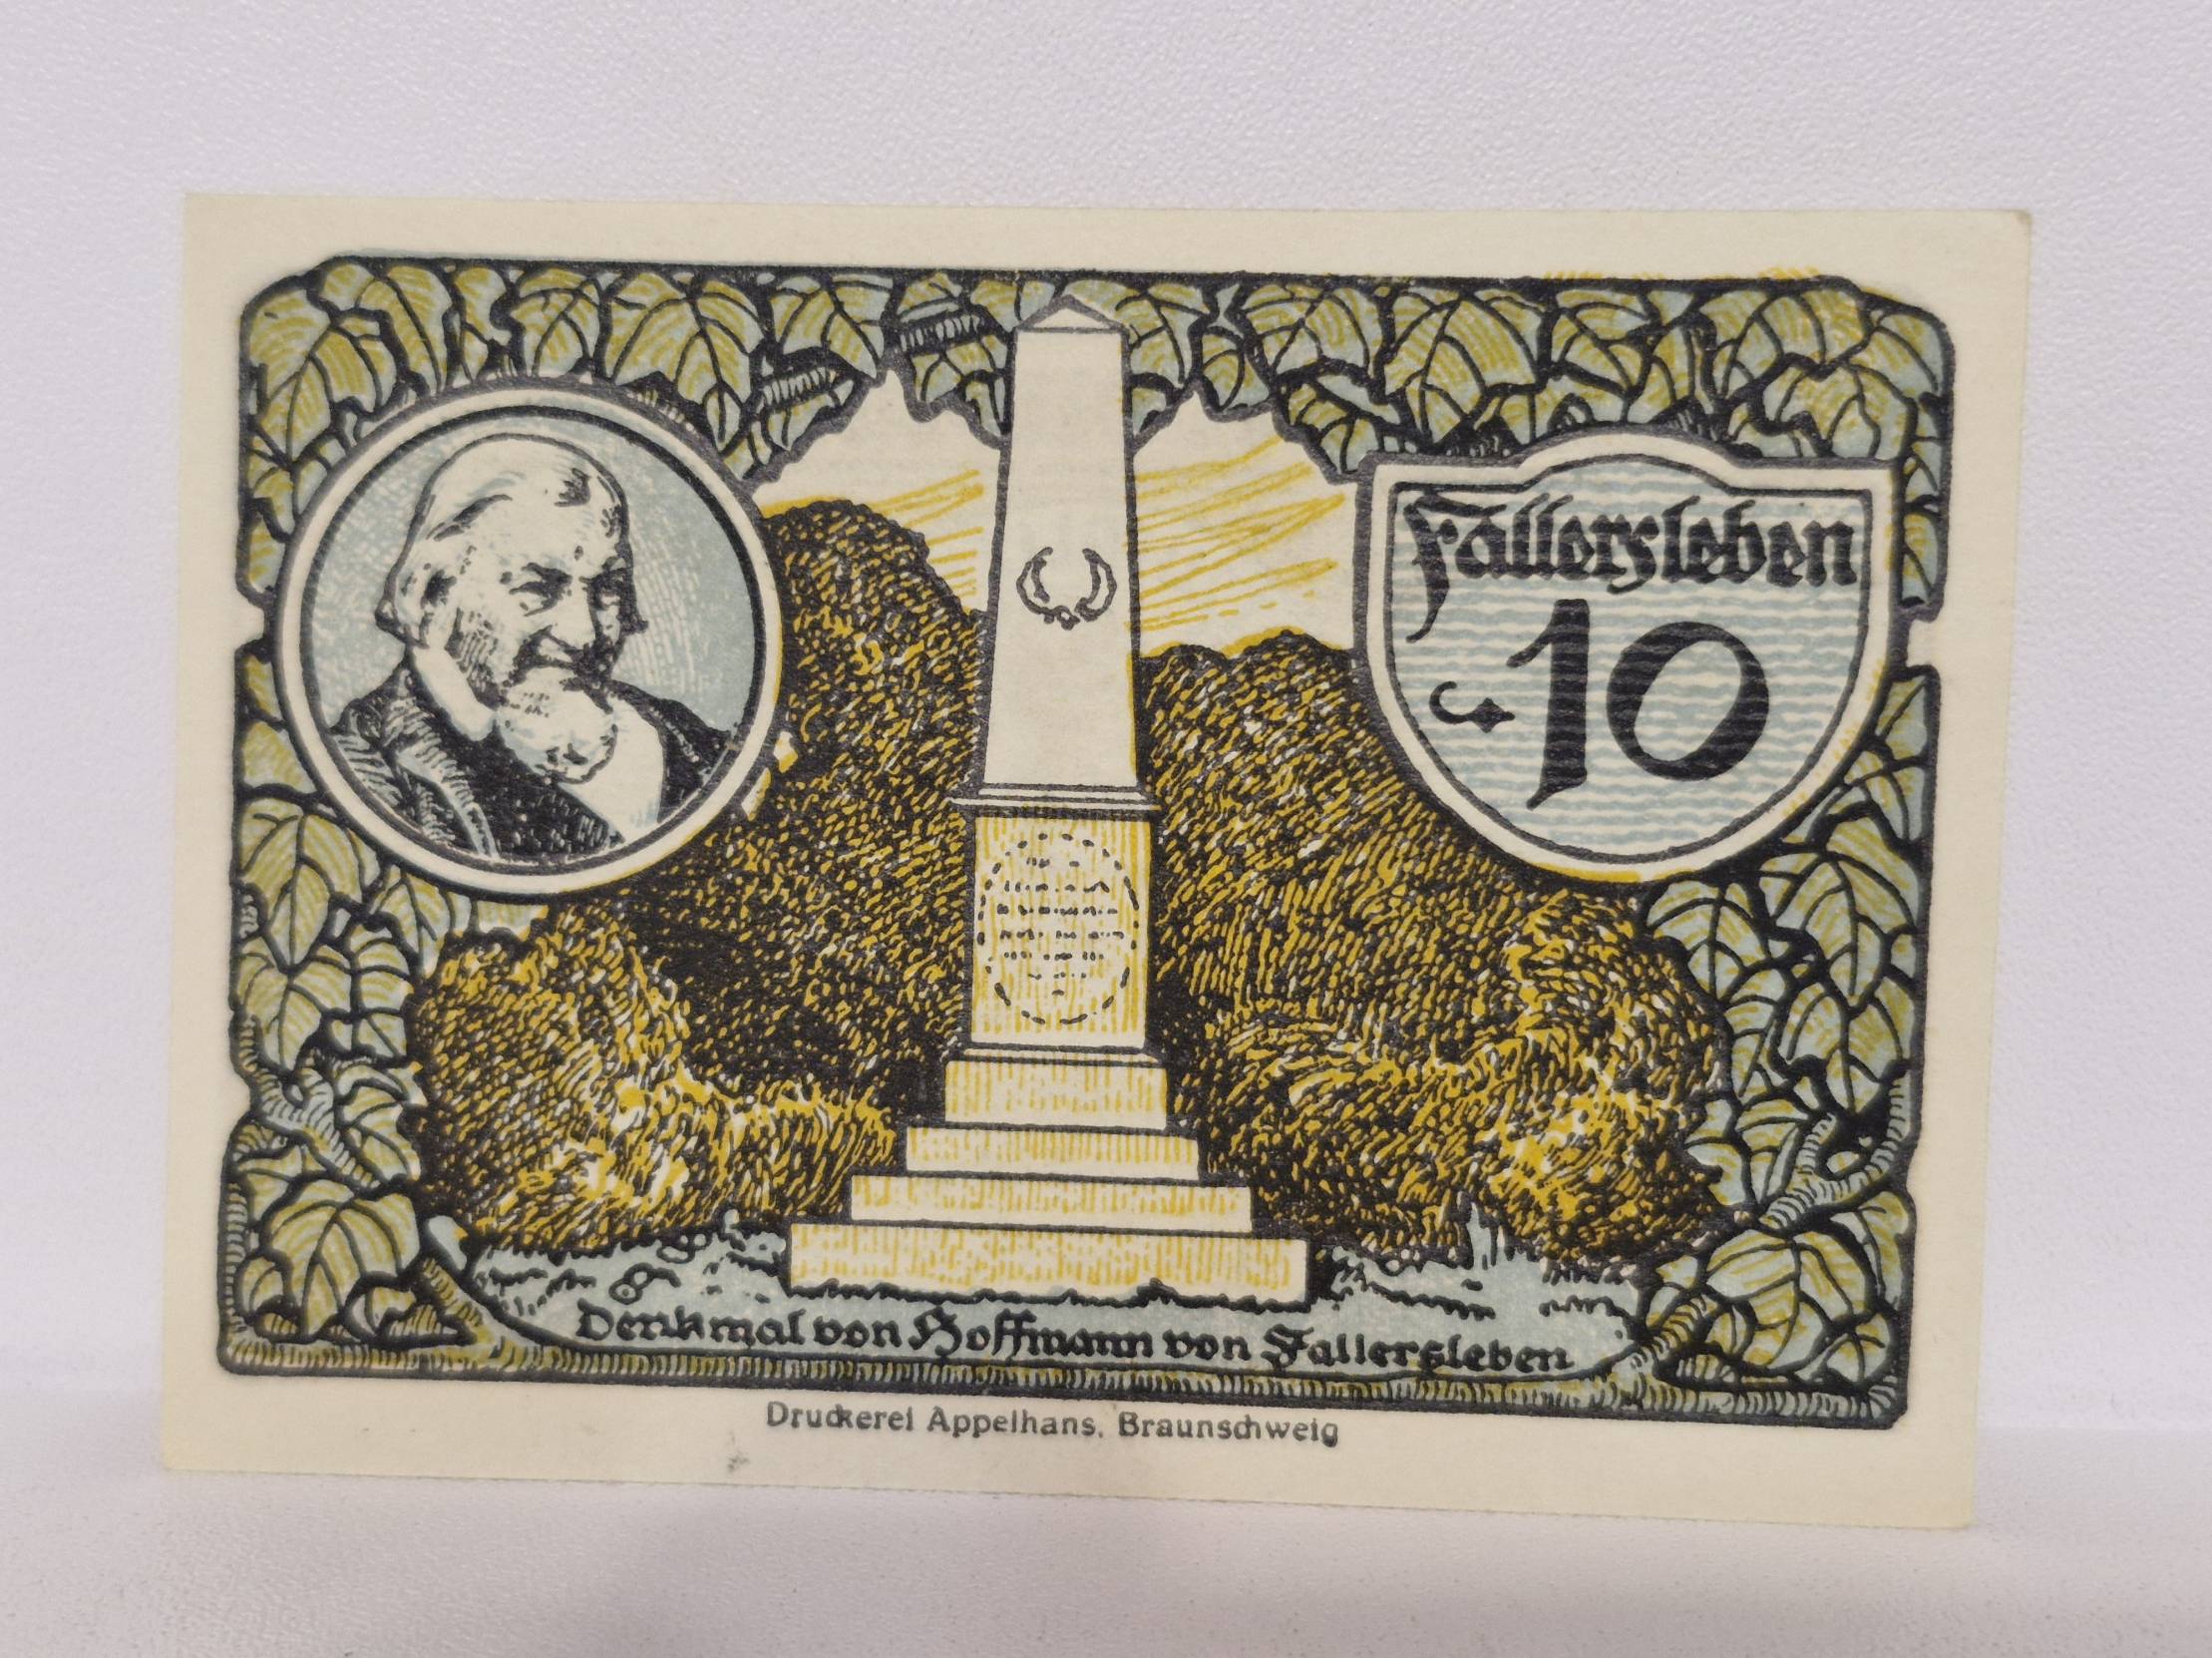 Fallersleben
10
Denkmal von Hoffmann von Fallersleben
Druckerei Appelhans, Braunschweig